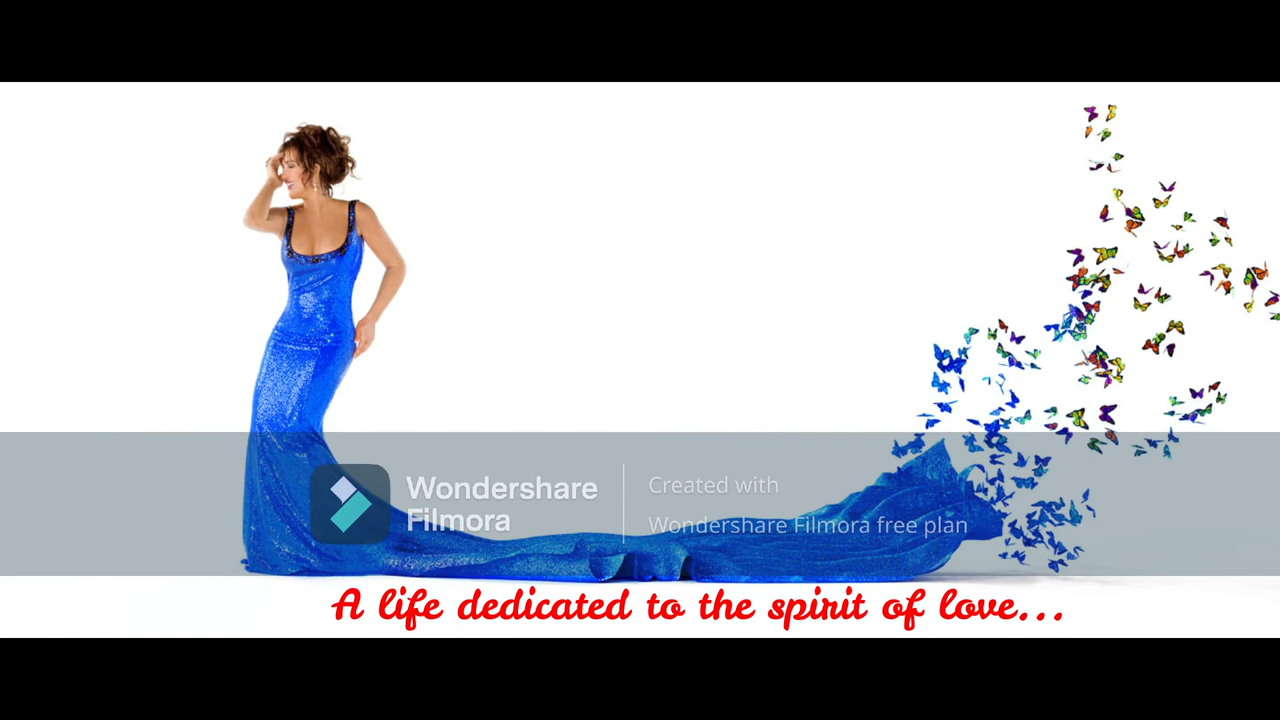 Wondershare
Filmora
Created with
Wondershare Filmora free plan
A life dedicated to the spirit of love...